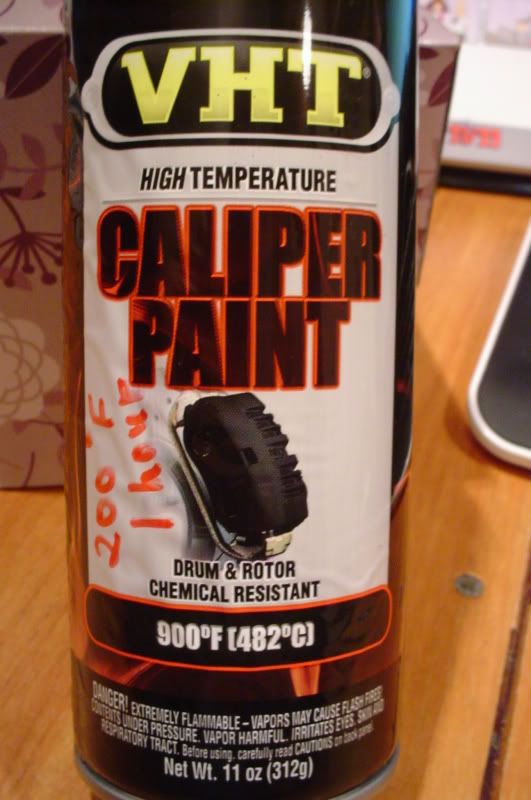 VHT®
HIGH TEMPERATURE
CALIPER
PAINT
200°F
1 hour
DRUM & ROTOR
CHEMICAL RESISTANT
900°F (482°C)
DANGER! EXTREMELY FLAMMABLE – VAPORS MAY CAUSE FLASH FIRES!
CONTENTS UNDER PRESSURE. VAPOR HARMFUL. IRRITATES EYES, SKIN AND
RESPIRATORY TRACT. Before using, carefully read CAUTIONS on back panel.
Net Wt. 11 oz (312g)